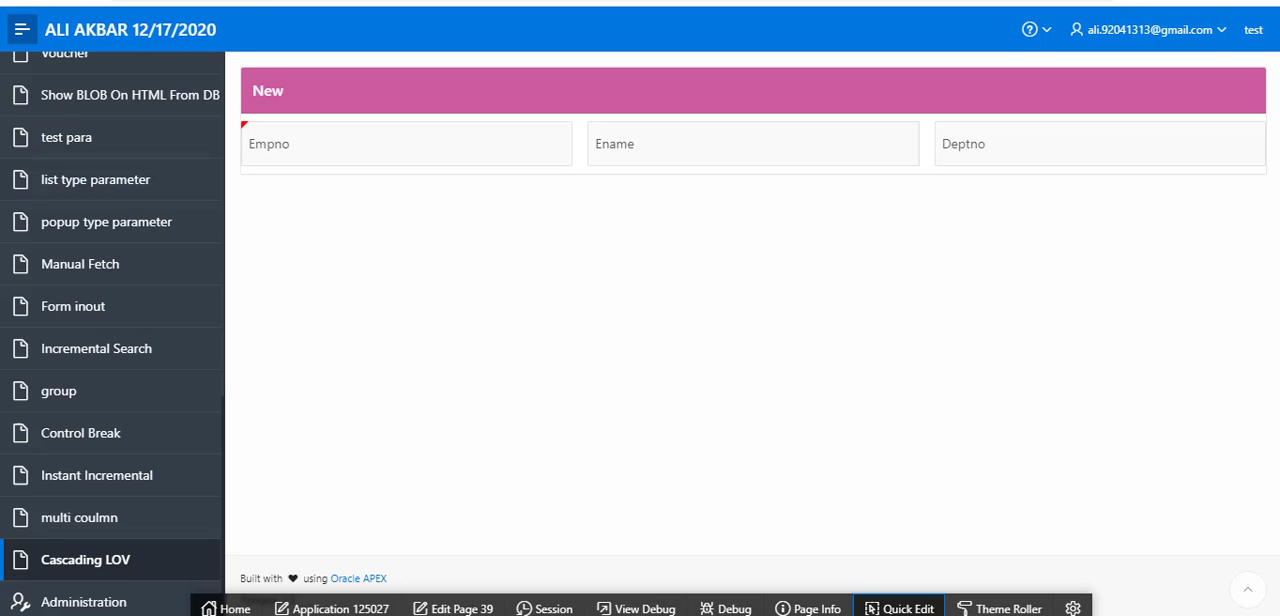 ALI AKBAR 12/17/2020
ali.92041313@gmail.com
test
Voucher
Show BLOB On HTML From DB
test para
list type parameter
popup type parameter
Manual Fetch
Form inout
Incremental Search
group
Control Break
Instant Incremental
multi coulmn
Cascading LOV
Administration
New
Empno
Ename
Deptno
Built with ♥ using Oracle APEX
Home
Application 125027
Edit Page 39
Session
View Debug
Debug
Page Info
Quick Edit
Theme Roller